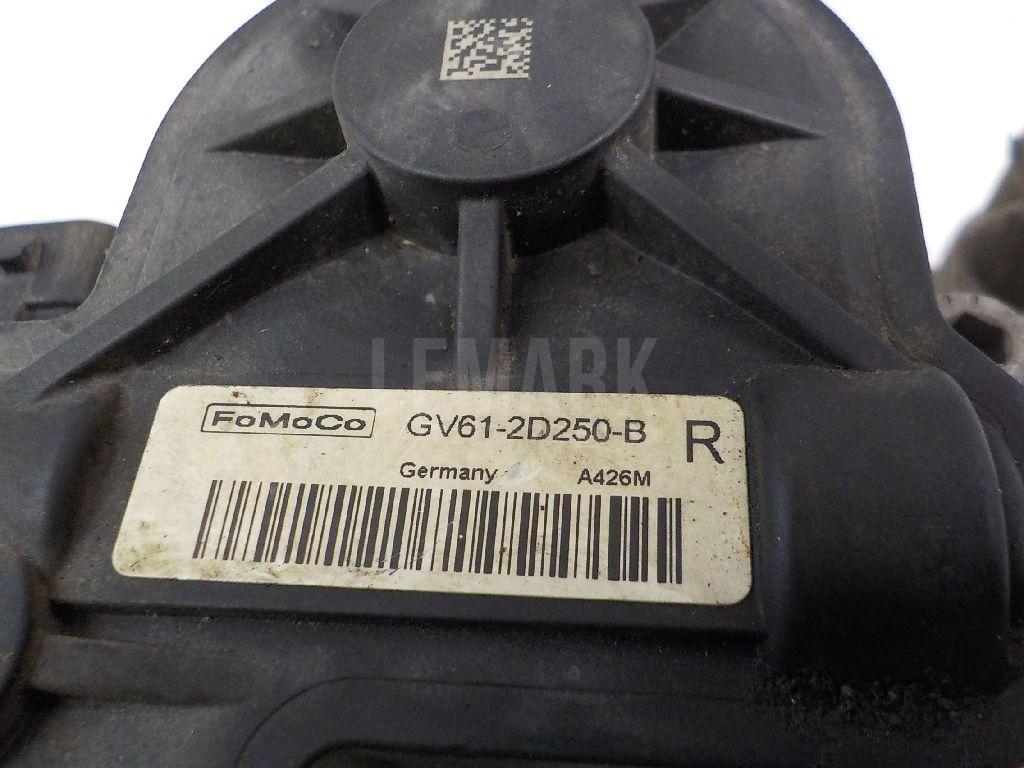 LEMARK
FoMoCo GV61-2D250-B R
Germany A426M